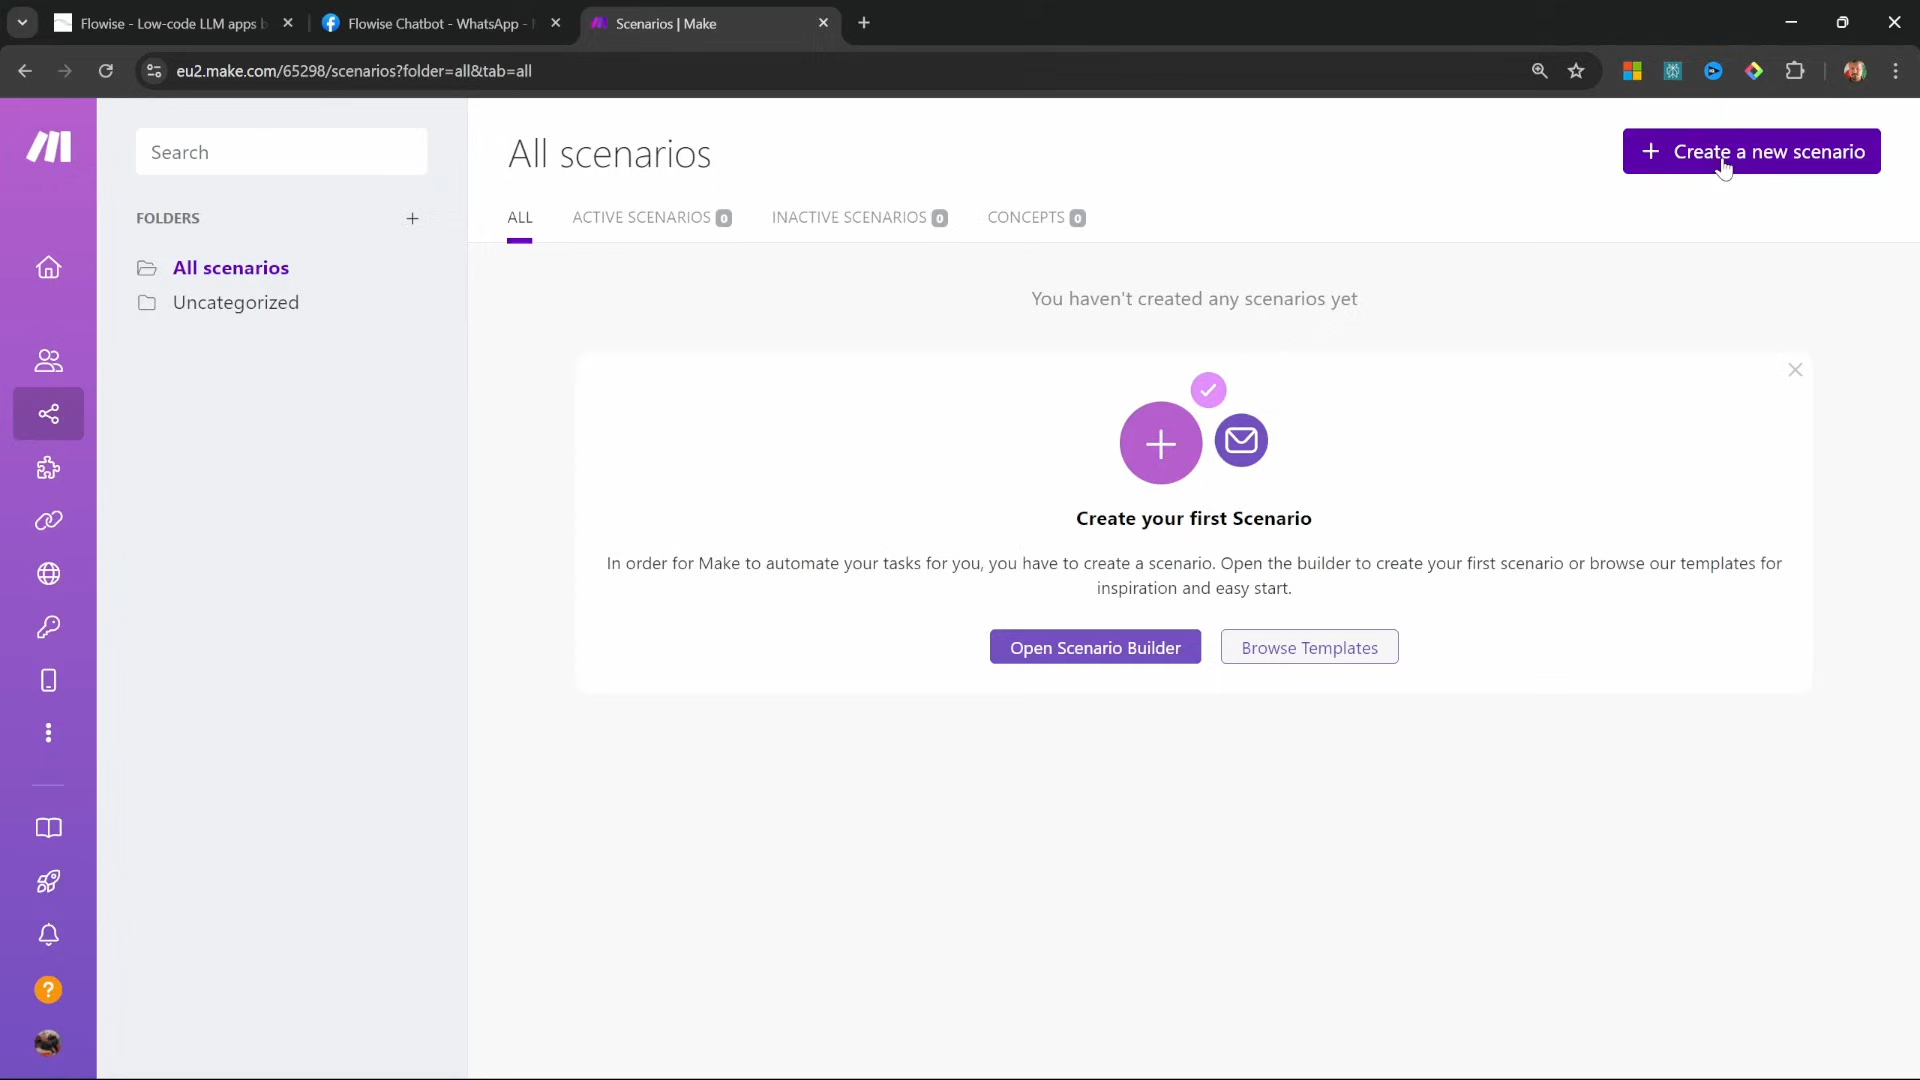 Flowise - Low-code LLM apps b
Flowise Chatbot - WhatsApp -
Scenarios | Make
eu2.make.com/65298/scenarios?folder=all&tab=all
Search
All scenarios
+ Create a new scenario
FOLDERS +
ALL
ACTIVE SCENARIOS 0
INACTIVE SCENARIOS 0
CONCEPTS 0
All scenarios
Uncategorized
You haven't created any scenarios yet
Create your first Scenario
In order for Make to automate your tasks for you, you have to create a scenario. Open the builder to create your first scenario or browse our templates for
inspiration and easy start.
Open Scenario Builder
Browse Templates
?